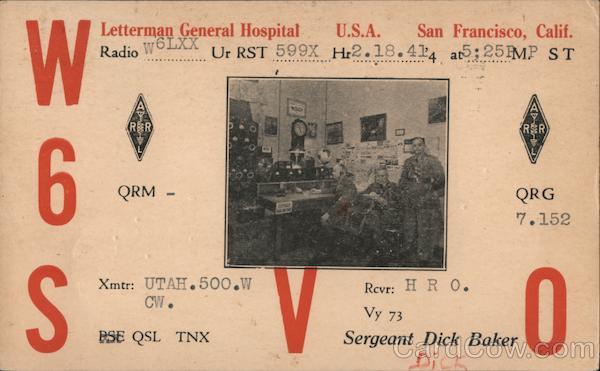 Letterman General Hospital U.S.A. San Francisco, Calif.
Radio W6LXX Ur RST 599X Hr 2.18.41'4 at 5:25P M. P S T
W
6
S V O
QRM -
QRG
7.152
Xmtr: UTAH.500.W
CW.
Rcvr: H R O.
Vy 73
PSE QSL TNX
Sergeant Dick Baker
Dick
CardCow.com